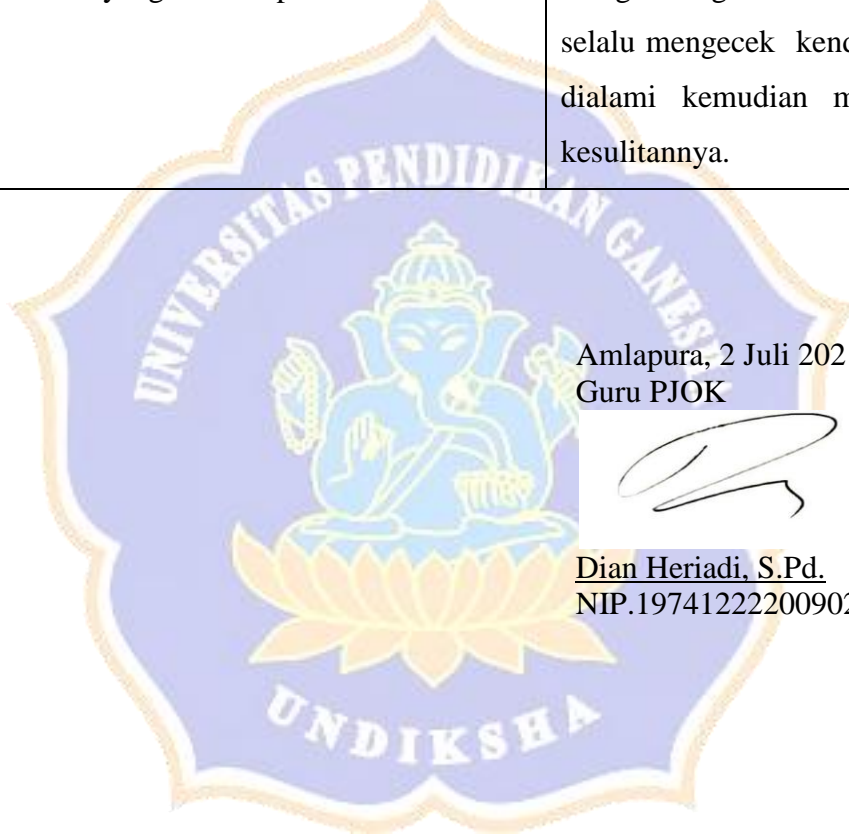 selalu mengecek
dialami kemudian
kesulitannya.
UNIVERSITAS PENDIDIKAN GANESHA
Amlapura, 2 Juli 202
Guru PJOK
Dian Heriadi, S.Pd.
NIP.19741222200902
UNDIKSHA